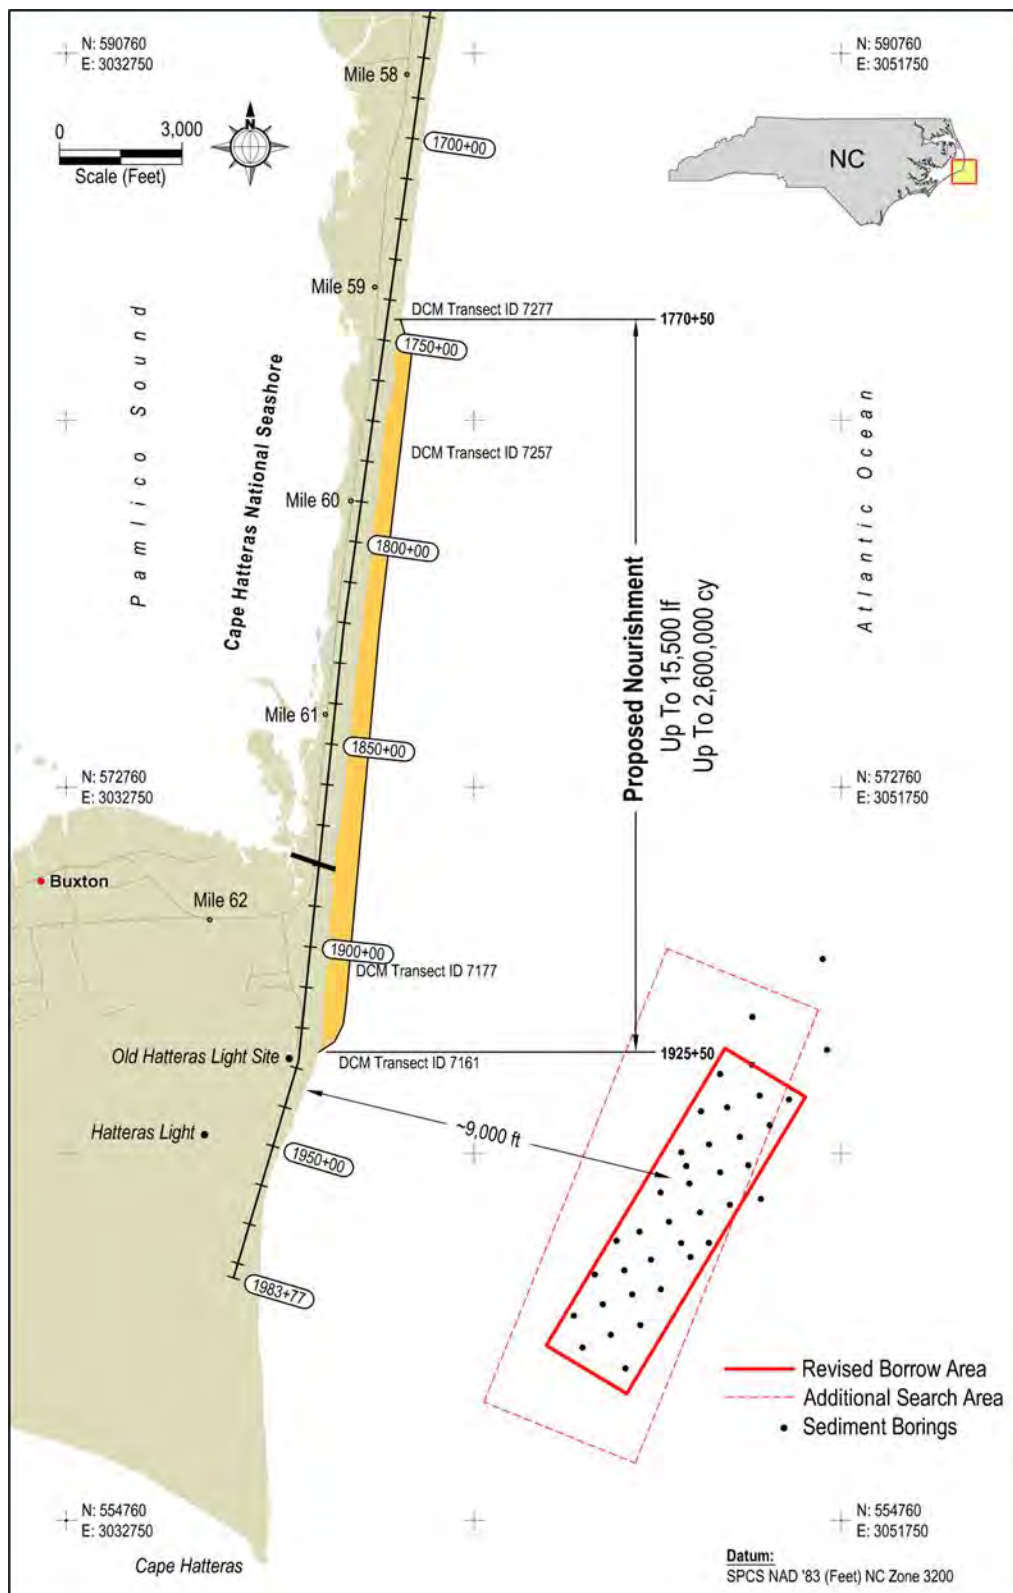 N: 590760
E: 3032750
N: 590760
E: 3051750
Mile 58
0 3,000
N
Scale (Feet)
1700+00
NC
Mile 59
DCM Transect ID 7277
1770+50
1750+00
Pamlico Sound
Cape Hatteras National Seashore
Atlantic Ocean
DCM Transect ID 7257
Mile 60
1800+00
Proposed Nourishment
Up To 15,500 lf
Up To 2,600,000 cy
Mile 61
1850+00
N: 572760
E: 3032750
N: 572760
E: 3051750
Buxton
Mile 62
1900+00
DCM Transect ID 7177
Old Hatteras Light Site
DCM Transect ID 7161
1925+50
Hatteras Light
~9,000 ft
1950+00
1983+77
Revised Borrow Area
Additional Search Area
Sediment Borings
N: 554760
E: 3032750
N: 554760
E: 3051750
Cape Hatteras
Datum:
SPCS NAD '83 (Feet) NC Zone 3200